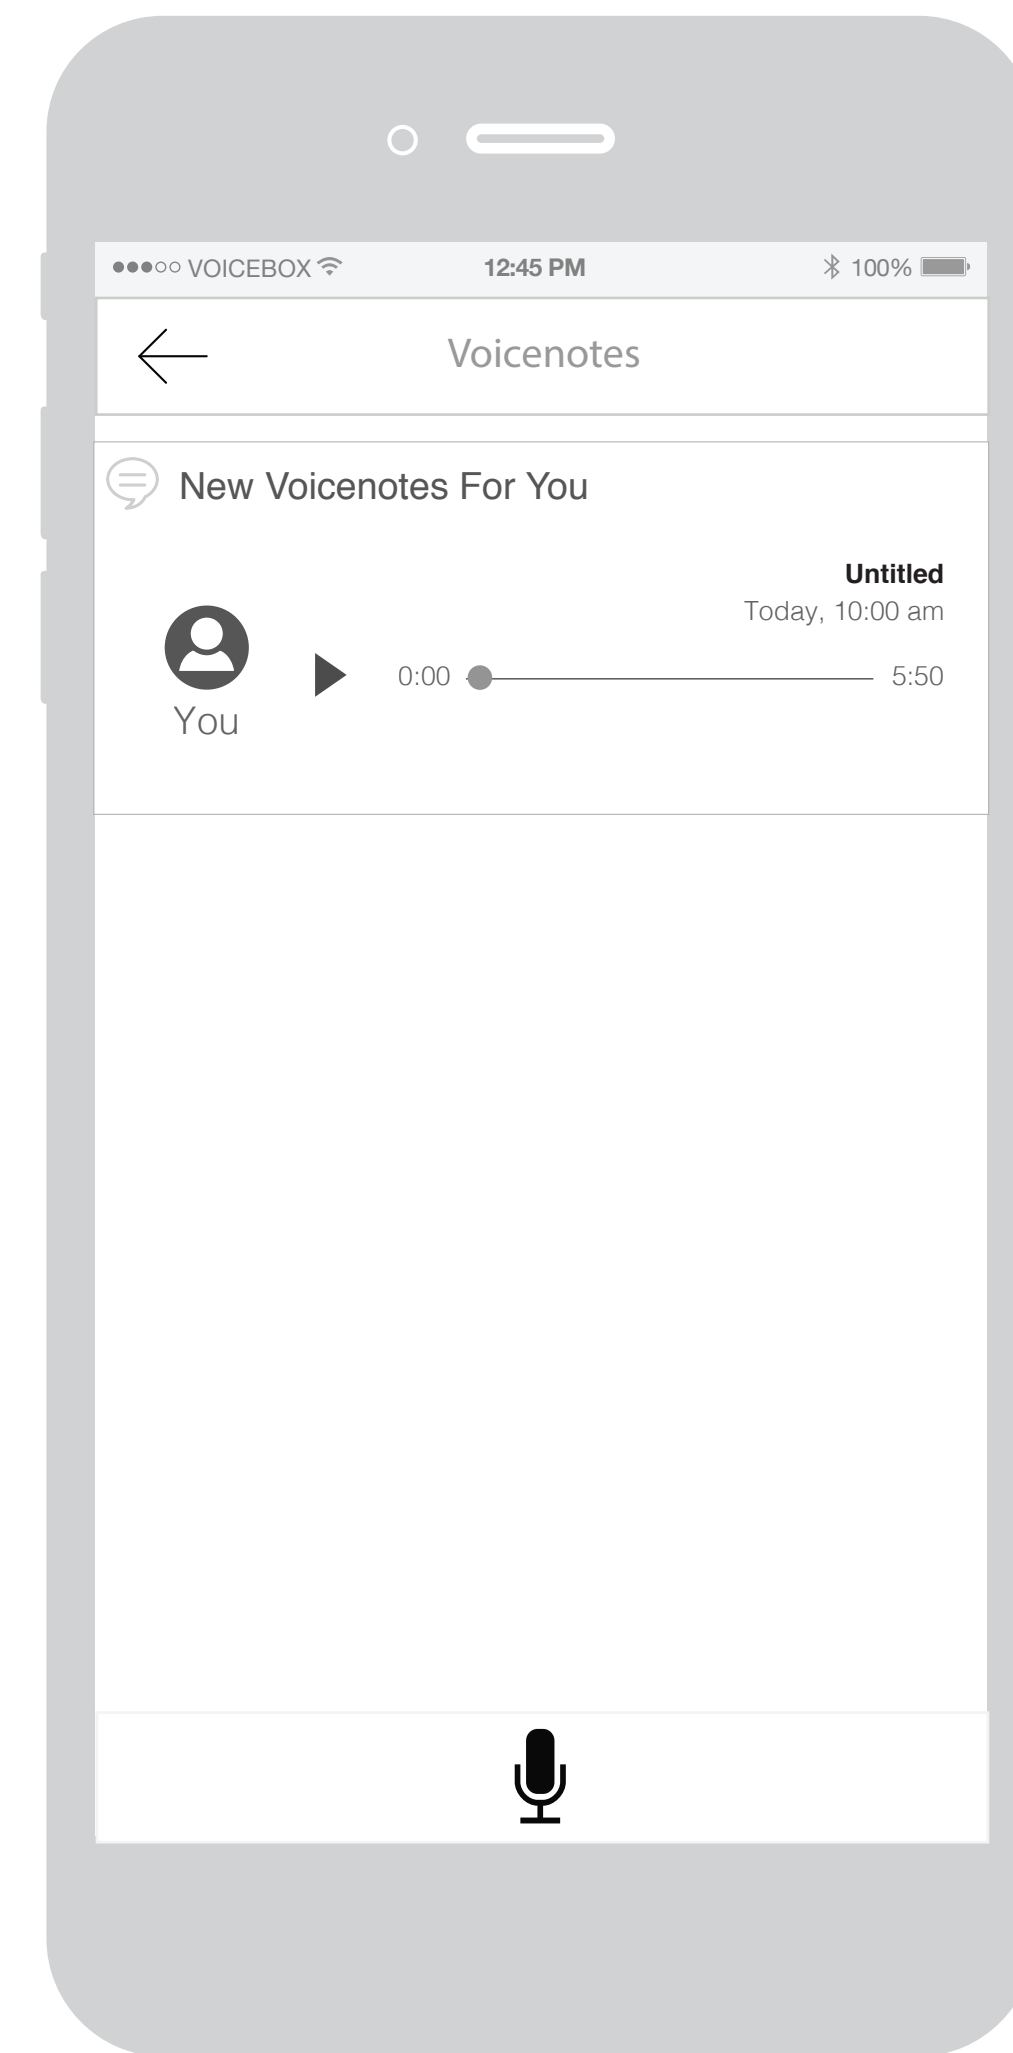 VOICEBOX 12:45 PM 100%
Voicenotes
New Voicenotes For You
Untitled
Today, 10:00 am
0:00 5:50
You